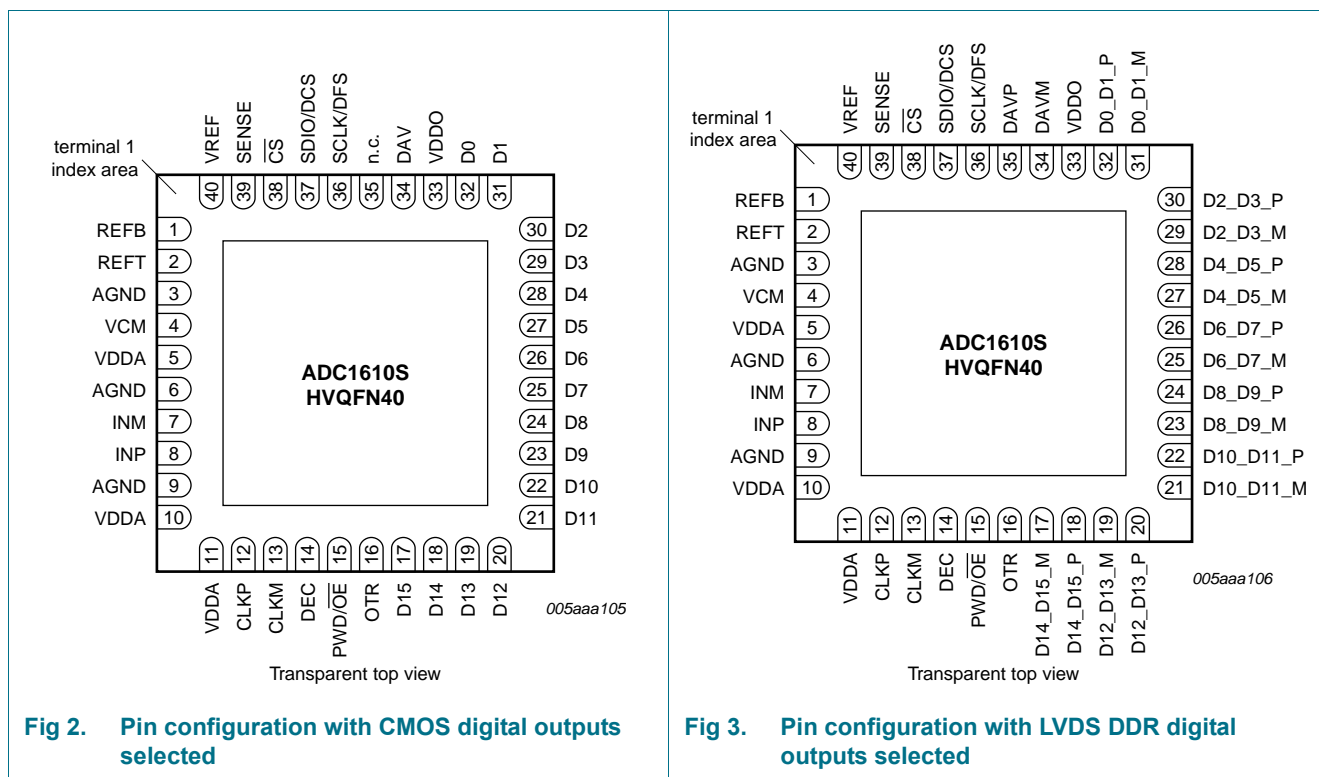 VREF
SENSE
CS
SDIO/DCS
SCLK/DFS
n.c.
DAV
VDDO
D0
D1
terminal 1
index area
40
39
38
37
36
35
34
33
32
31
REFB 1
REFT 2
AGND 3
VCM 4
VDDA 5
AGND 6
INM 7
INP 8
AGND 9
VDDA 10
ADC1610S
HVQFN40
30 D2
29 D3
28 D4
27 D5
26 D6
25 D7
24 D8
23 D9
22 D10
21 D11
11
12
13
14
15
16
17
18
19
20
VDDA
CLKP
CLKM
DEC
PWD/OE
OTR
D15
D14
D13
D12
005aaa105
Transparent top view
Fig 2. Pin configuration with CMOS digital outputs
selected
VREF
SENSE
CS
SDIO/DCS
SCLK/DFS
DAVP
DAVM
VDDO
D0_D1_P
D0_D1_M
terminal 1
index area
40
39
38
37
36
35
34
33
32
31
REFB 1
REFT 2
AGND 3
VCM 4
VDDA 5
AGND 6
INM 7
INP 8
AGND 9
VDDA 10
ADC1610S
HVQFN40
30 D2_D3_P
29 D2_D3_M
28 D4_D5_P
27 D4_D5_M
26 D6_D7_P
25 D6_D7_M
24 D8_D9_P
23 D8_D9_M
22 D10_D11_P
21 D10_D11_M
11
12
13
14
15
16
17
18
19
20
VDDA
CLKP
CLKM
DEC
PWD/OE
OTR
D14_D15_M
D14_D15_P
D12_D13_M
D12_D13_P
005aaa106
Transparent top view
Fig 3. Pin configuration with LVDS DDR digital
outputs selected